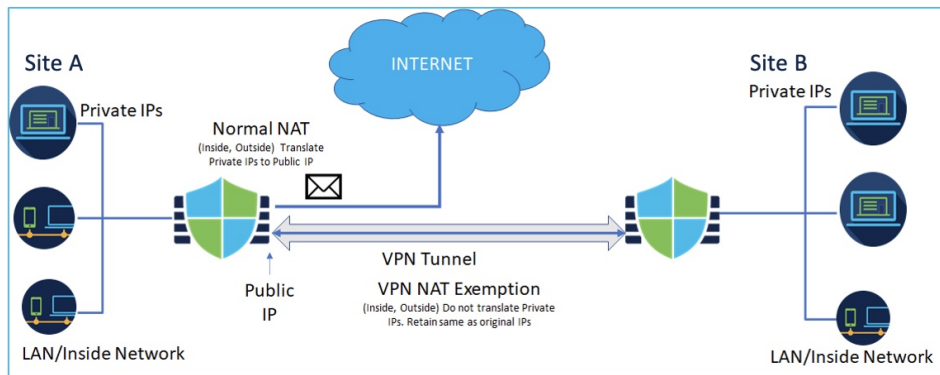 Site A
Private IPs
INTERNET
Site B
Private IPs
Normal NAT
(Inside, Outside) Translate
Private IPs to Public IP
VPN Tunnel
Public
IP
VPN NAT Exemption
(Inside, Outside) Do not translate Private
IPs. Retain same as original IPs
LAN/Inside Network
LAN/Inside Network